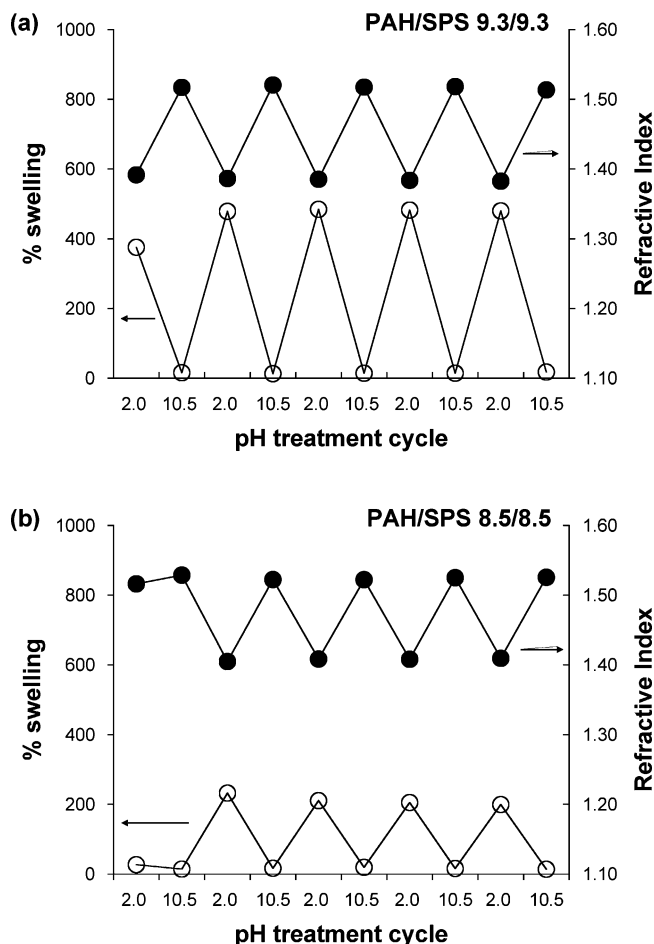 (a)
PAH/SPS 9.3/9.3
1000
800
600
400
200
0
% swelling
1.60
1.50
1.40
1.30
1.20
1.10
Refractive Index
2.0 10.5 2.0 10.5 2.0 10.5 2.0 10.5 2.0 10.5
pH treatment cycle
(b)
PAH/SPS 8.5/8.5
1000
800
600
400
200
0
% swelling
1.60
1.50
1.40
1.30
1.20
1.10
Refractive Index
2.0 10.5 2.0 10.5 2.0 10.5 2.0 10.5 2.0 10.5
pH treatment cycle